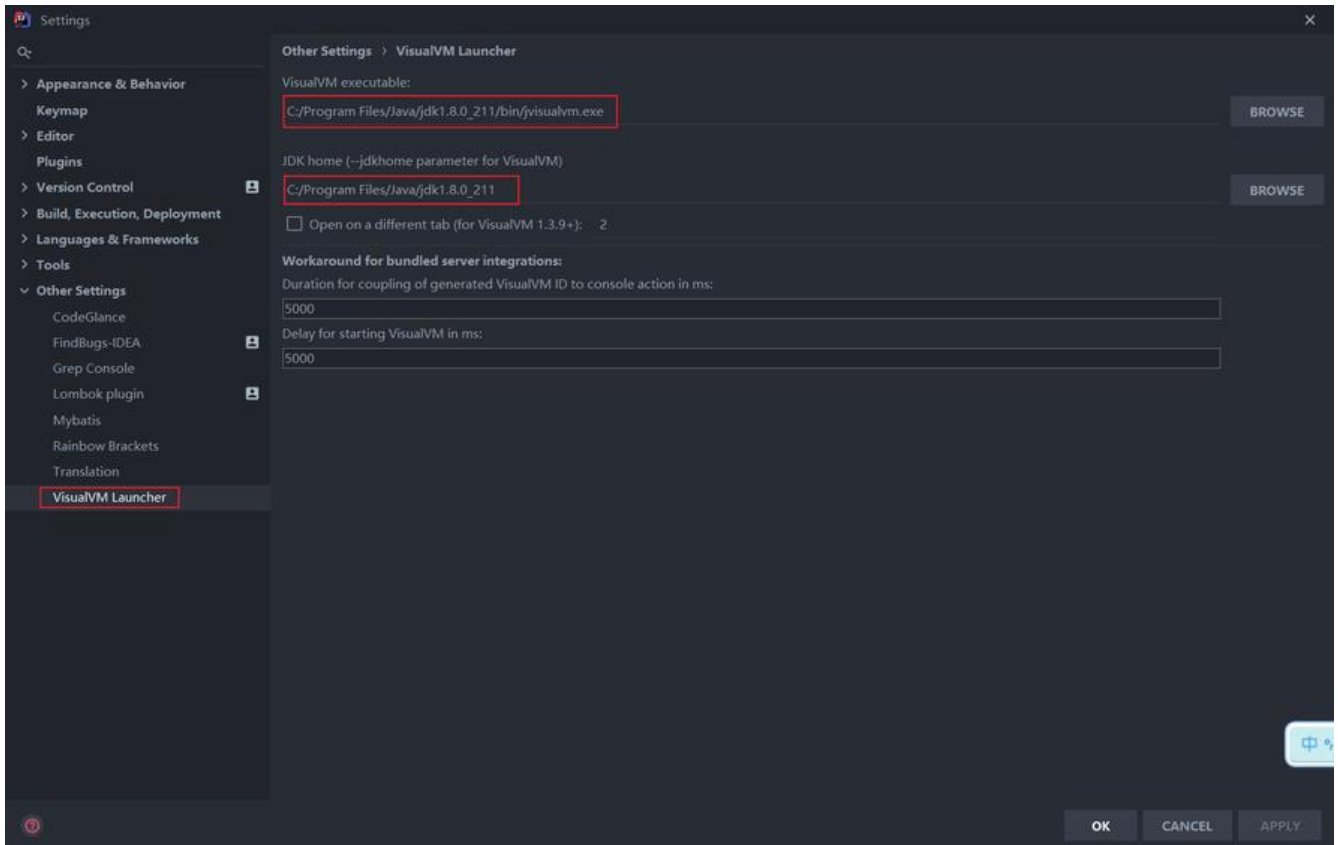 Settings
Appearance & Behavior
Keymap
Editor
Plugins
Version Control
Build, Execution, Deployment
Languages & Frameworks
Tools
Other Settings
CodeGlance
FindBugs-IDEA
Grep Console
Lombok plugin
Mybatis
Rainbow Brackets
Translation
VisualVM Launcher
Other Settings > VisualVM Launcher
VisualVM executable:
C:/Program Files/Java/jdk1.8.0_211/bin/jvisualvm.exe
BROWSE
JDK home (--jdkhome parameter for VisualVM)
C:/Program Files/Java/jdk1.8.0_211
BROWSE
Open on a different tab (for VisualVM 1.3.9+): 2
Workaround for bundled server integrations:
Duration for coupling of generated VisualVM ID to console action in ms:
5000
Delay for starting VisualVM in ms:
5000
中 °,
OK CANCEL APPLY